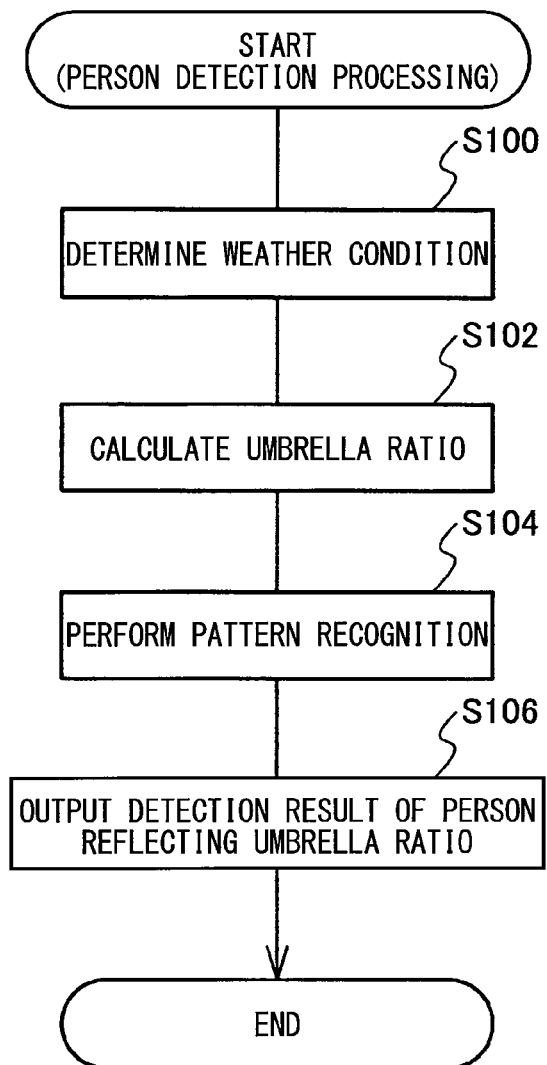 START
(PERSON DETECTION PROCESSING)
S100
DETERMINE WEATHER CONDITION
S102
CALCULATE UMBRELLA RATIO
S104
PERFORM PATTERN RECOGNITION
S106
OUTPUT DETECTION RESULT OF PERSON
REFLECTING UMBRELLA RATIO
END